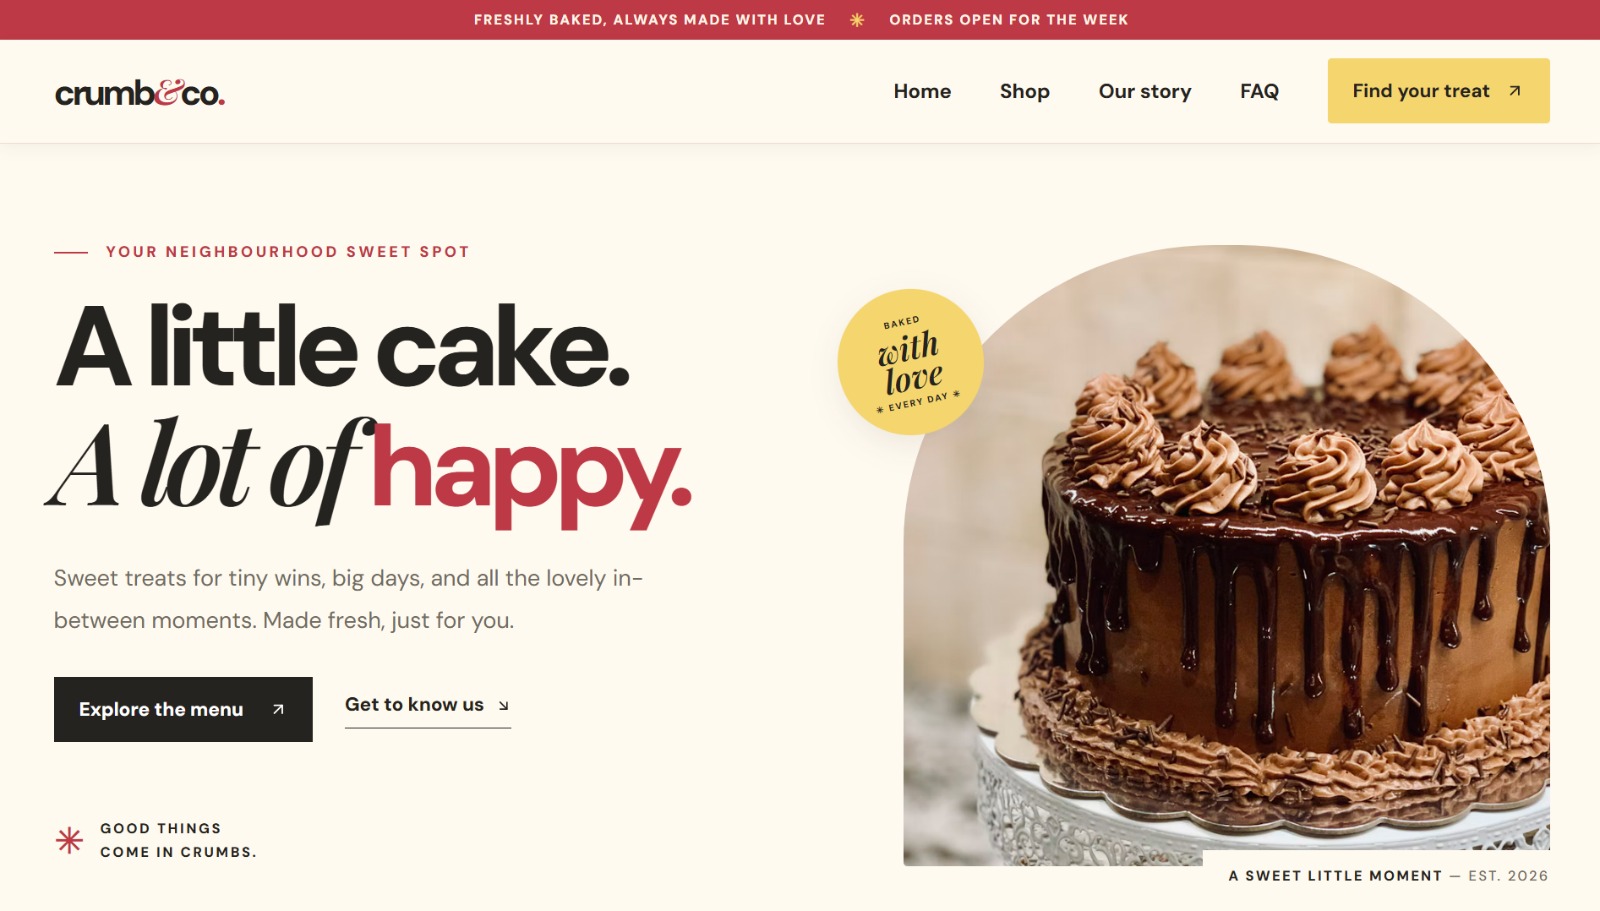 FRESHLY BAKED, ALWAYS MADE WITH LOVE ✳ ORDERS OPEN FOR THE WEEK
crumb&co.
Home
Shop
Our story
FAQ
Find your treat ↗
YOUR NEIGHBOURHOOD SWEET SPOT
A little cake.
A lot of happy.
Sweet treats for tiny wins, big days, and all the lovely in-
between moments. Made fresh, just for you.
Explore the menu ↗
Get to know us ↘
GOOD THINGS
COME IN CRUMBS.
BAKED
with
love
✳ EVERY DAY ✳
A SWEET LITTLE MOMENT — EST. 2026